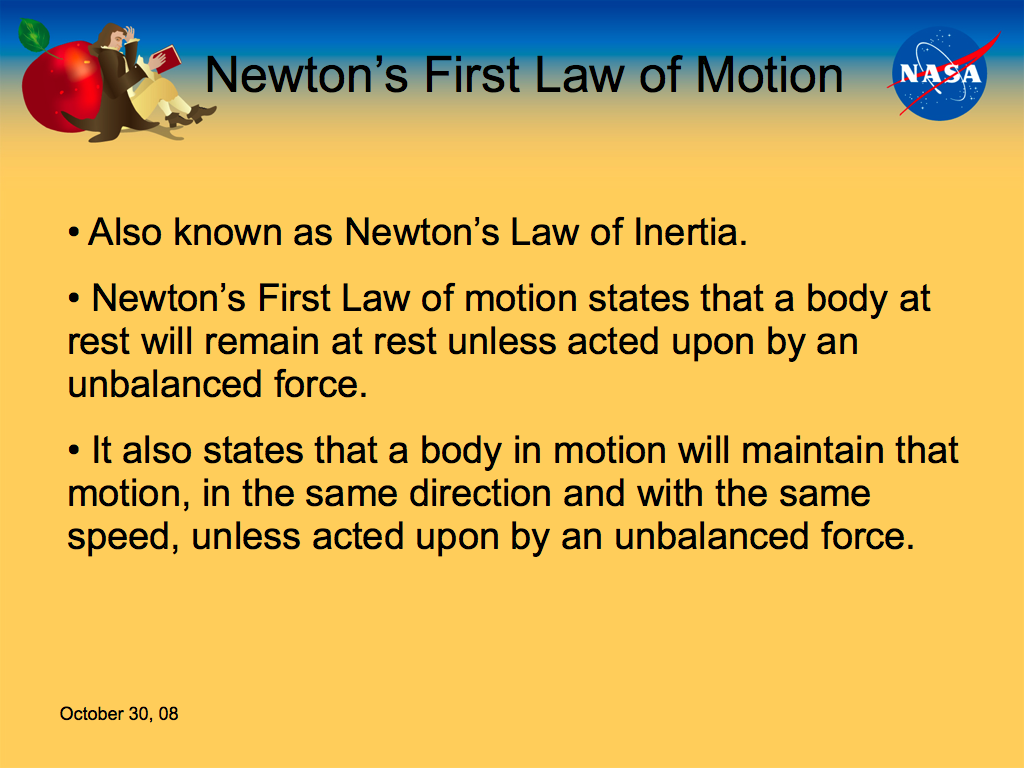 Newton’s First Law of Motion
NASA
• Also known as Newton’s Law of Inertia.
• Newton’s First Law of motion states that a body at
rest will remain at rest unless acted upon by an
unbalanced force.
• It also states that a body in motion will maintain that
motion, in the same direction and with the same
speed, unless acted upon by an unbalanced force.
October 30, 08